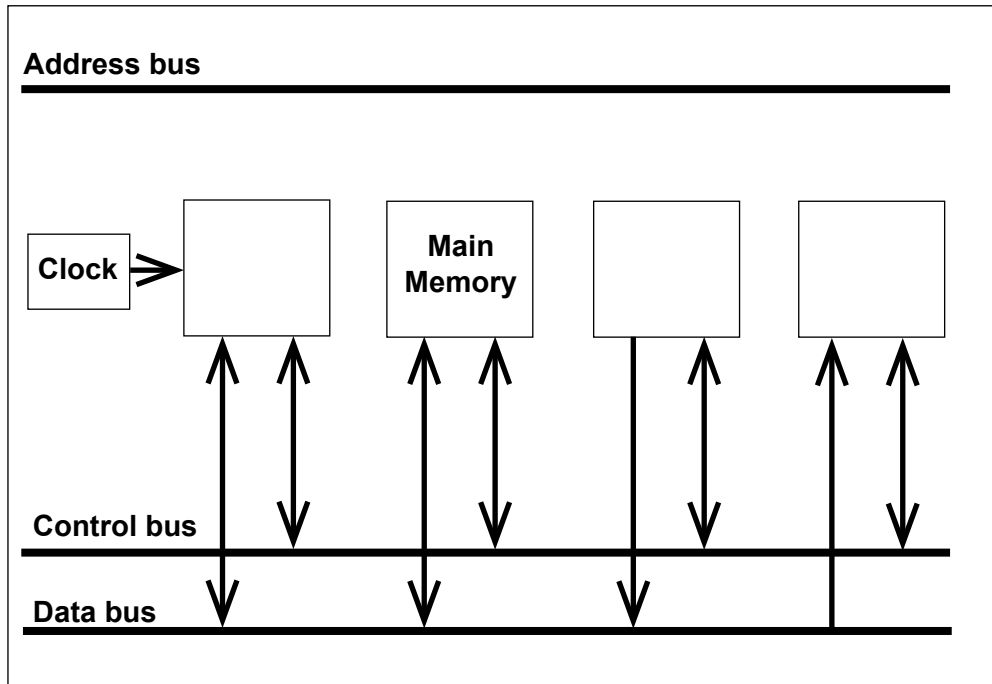 Address bus
Clock
Main
Memory
Control bus
Data bus